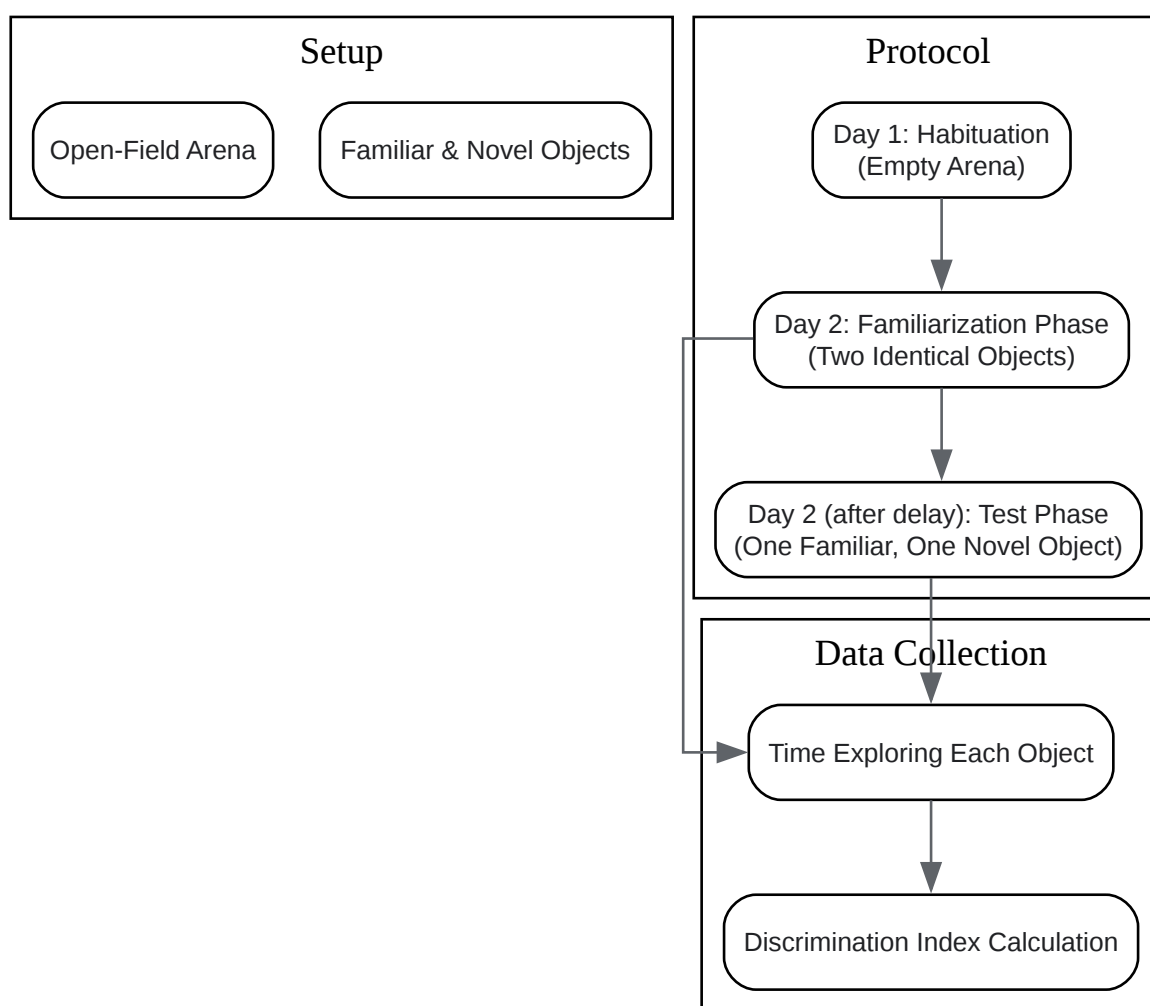 Setup
Open-Field Arena
Familiar & Novel Objects
Protocol
Day 1: Habituation
(Empty Arena)
Day 2: Familiarization Phase
(Two Identical Objects)
Day 2 (after delay): Test Phase
(One Familiar, One Novel Object)
Data Collection
Time Exploring Each Object
Discrimination Index Calculation